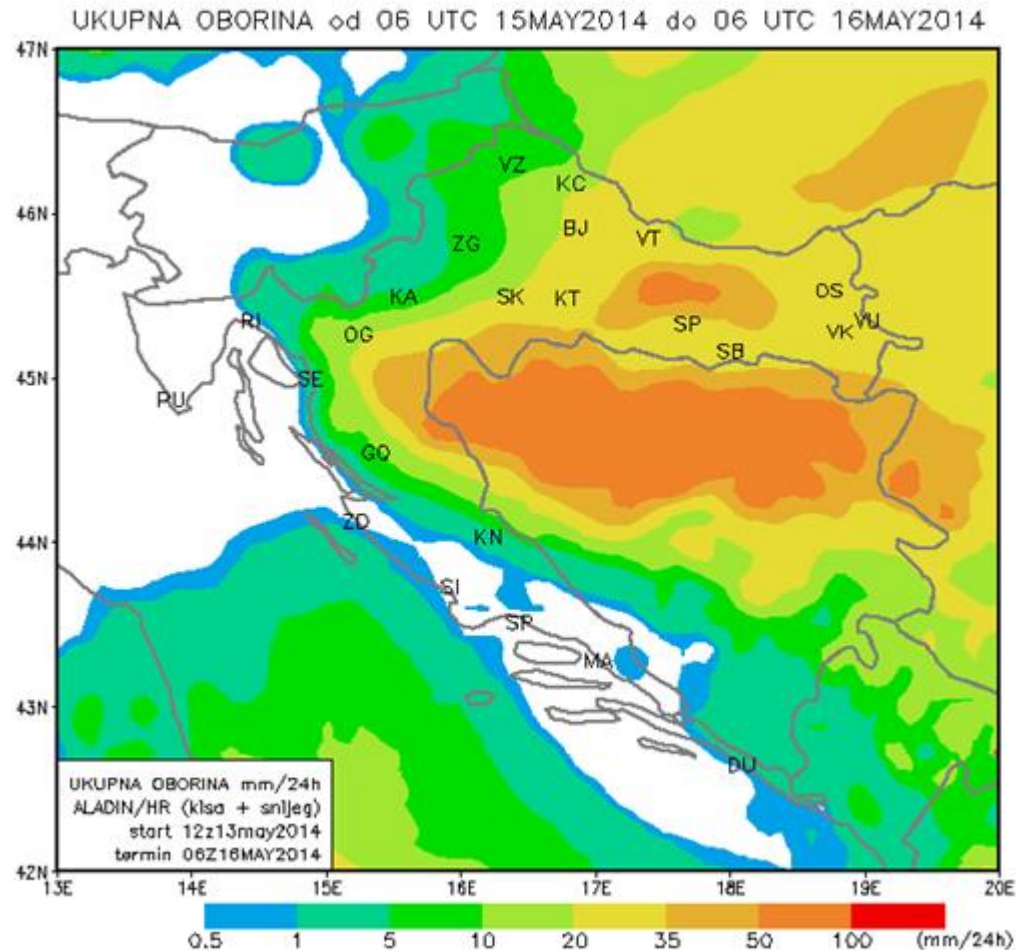 UKUPNA OBORINA od 06 UTC 15MAY2014 do 06 UTC 16MAY2014
47N
VZ
KC
46N
BJ
VT
ZG
OS
KA
SK
KT
RI
SP
VU
OG
VK
SB
45N
SE
PU
GO
ZD
44N
KN
SI
SP
MA
43N
DU
UKUPNA OBORINA mm/24h
ALADIN/HR (kisa + snijeg)
start 12z13may2014
termin 06Z16MAY2014
42N
13E 14E 15E 16E 17E 18E 19E 20E
0.5 1 5 10 20 35 50 100 (mm/24h)